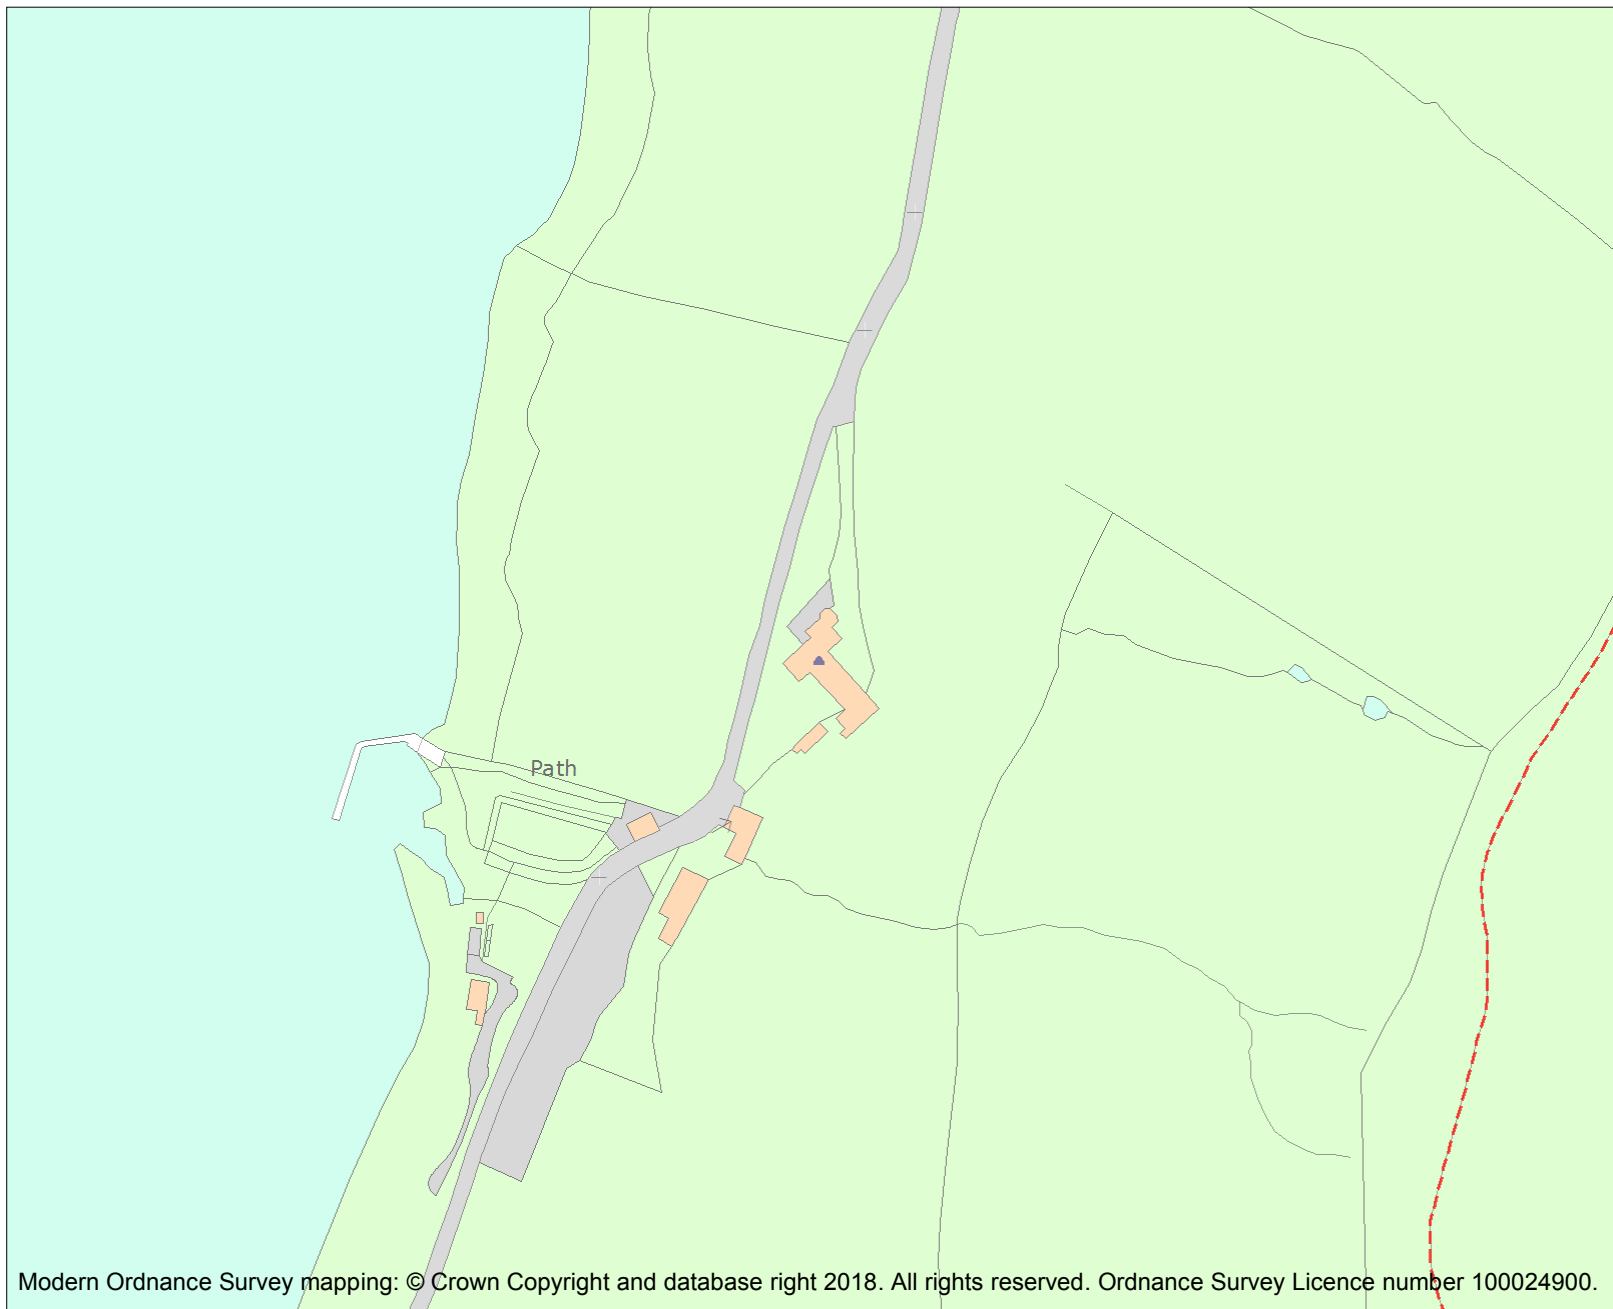 Path
Modern Ordnance Survey mapping: © Crown Copyright and database right 2018. All rights reserved. Ordnance Survey Licence number 100024900.